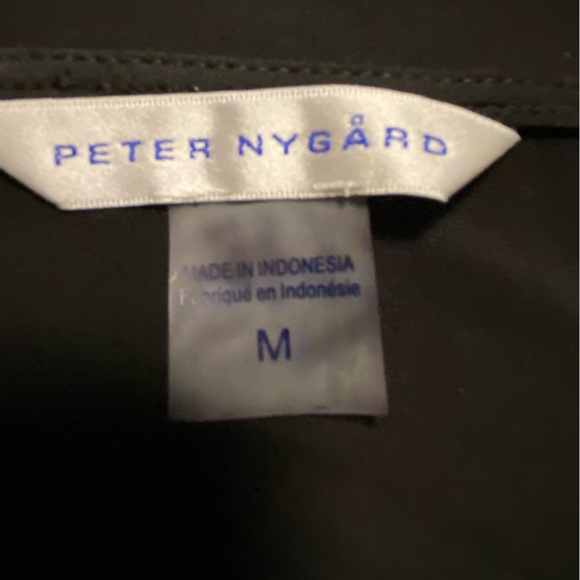 PETER NYGÅRD
MADE IN INDONESIA
Fabriqué en Indonésie
M